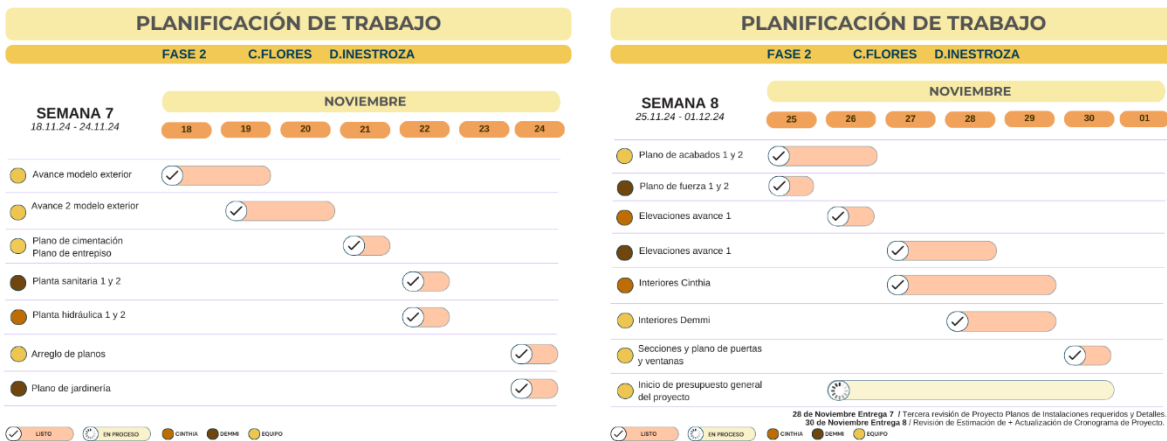 PLANIFICACIÓN DE TRABAJO
FASE 2 C.FLORES D.INESTROZA
SEMANA 7
18.11.24 - 24.11.24
NOVIEMBRE
18 19 20 21 22 23 24
Avance modelo exterior
Avance 2 modelo exterior
Plano de cimentación
Plano de entrepiso
Planta sanitaria 1 y 2
Planta hidráulica 1 y 2
Arreglo de planos
Plano de jardinería
LISTO EN PROCESO CINTHIA DEMMI EQUIPO
PLANIFICACIÓN DE TRABAJO
FASE 2 C.FLORES D.INESTROZA
SEMANA 8
25.11.24 - 01.12.24
NOVIEMBRE
25 26 27 28 29 30 01
Plano de acabados 1 y 2
Plano de fuerza 1 y 2
Elevaciones avance 1
Elevaciones avance 1
Interiores Cinthia
Interiores Demmi
Secciones y plano de puertas
y ventanas
Inicio de presupuesto general
del proyecto
28 de Noviembre Entrega 7 / Tercera revisión de Proyecto Planos de Instalaciones requeridos y Detalles.
30 de Noviembre Entrega 8 / Revisión de Estimación de + Actualización de Cronograma de Proyecto.
LISTO EN PROCESO CINTHIA DEMMI EQUIPO